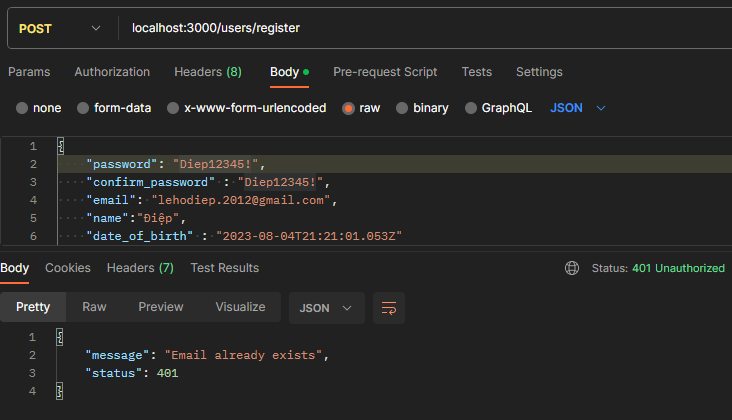 POST localhost:3000/users/register
Params Authorization Headers (8) Body Pre-request Script Tests Settings
none form-data x-www-form-urlencoded raw binary GraphQL JSON
1 {
2 "password": "Diep12345!",
3 "confirm_password" : "Diep12345!",
4 "email": "lehodiep.2012@gmail.com",
5 "name":"Điệp",
6 "date_of_birth" : "2023-08-04T21:21:01.053Z"
Body Cookies Headers (7) Test Results Status: 401 Unauthorized
Pretty Raw Preview Visualize JSON
1 {
2 "message": "Email already exists",
3 "status": 401
4 }